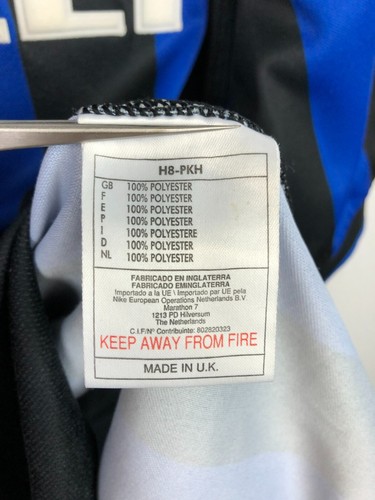 H8-PKH
GB 100% POLYESTER
F 100% POLYESTER
E 100% POLYESTER
P 100% POLYESTER
I 100% POLYESTERE
D 100% POLYESTER
NL 100% POLYESTER
FABRICADO EN INGLATERRA
FABRICADO EMINGLATERRA
Importado a la UE \ Importado par UE pela
Nike European Operations Netherlands B.V.
Marathon 7
1213 PD Hilversum
The Netherlands
C.I.F/Nº Contribuinte: 802820323
KEEP AWAY FROM FIRE
MADE IN U.K.